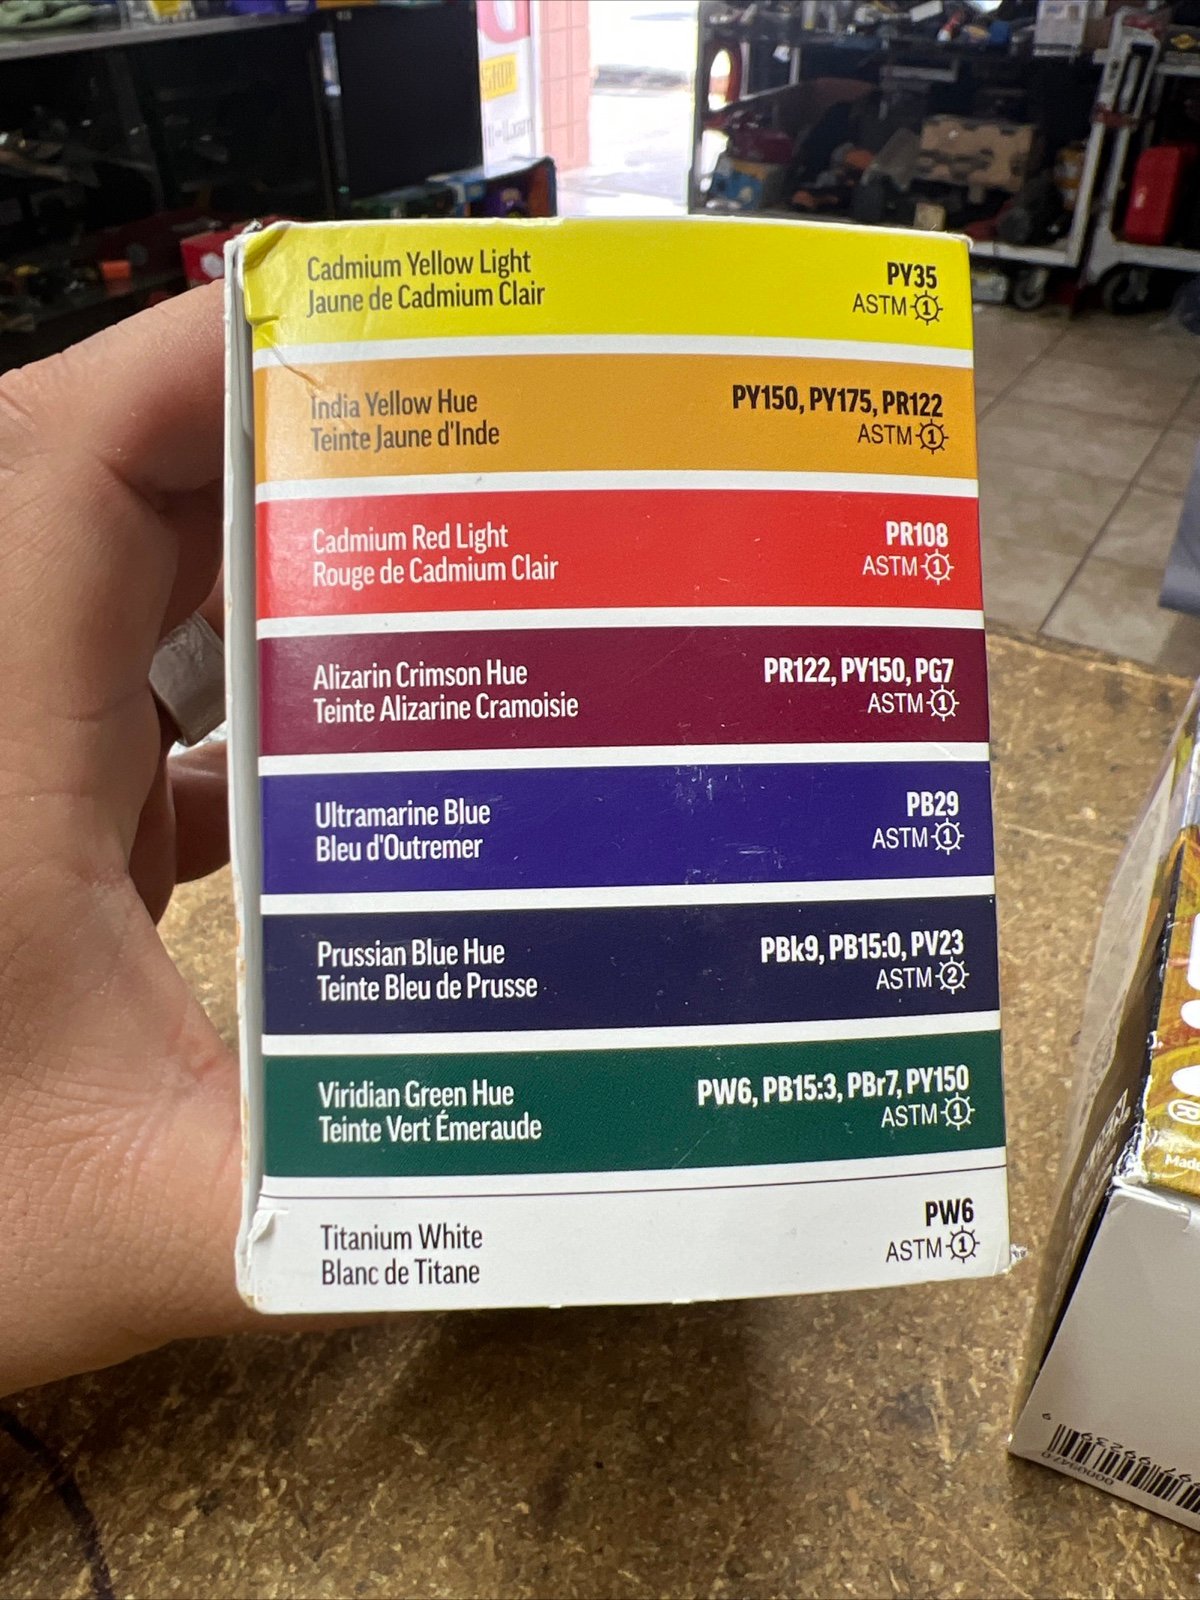 Cadmium Yellow Light
Jaune de Cadmium Clair
PY35
ASTM 1
India Yellow Hue
Teinte Jaune d'Inde
PY150, PY175, PR122
ASTM 1
Cadmium Red Light
Rouge de Cadmium Clair
PR108
ASTM 1
Alizarin Crimson Hue
Teinte Alizarine Cramoisie
PR122, PY150, PG7
ASTM 1
Ultramarine Blue
Bleu d'Outremer
PB29
ASTM 1
Prussian Blue Hue
Teinte Bleu de Prusse
PBk9, PB15:0, PV23
ASTM 2
Viridian Green Hue
Teinte Vert Émeraude
PW6, PB15:3, PBr7, PY150
ASTM 1
Titanium White
Blanc de Titane
PW6
ASTM 1
®